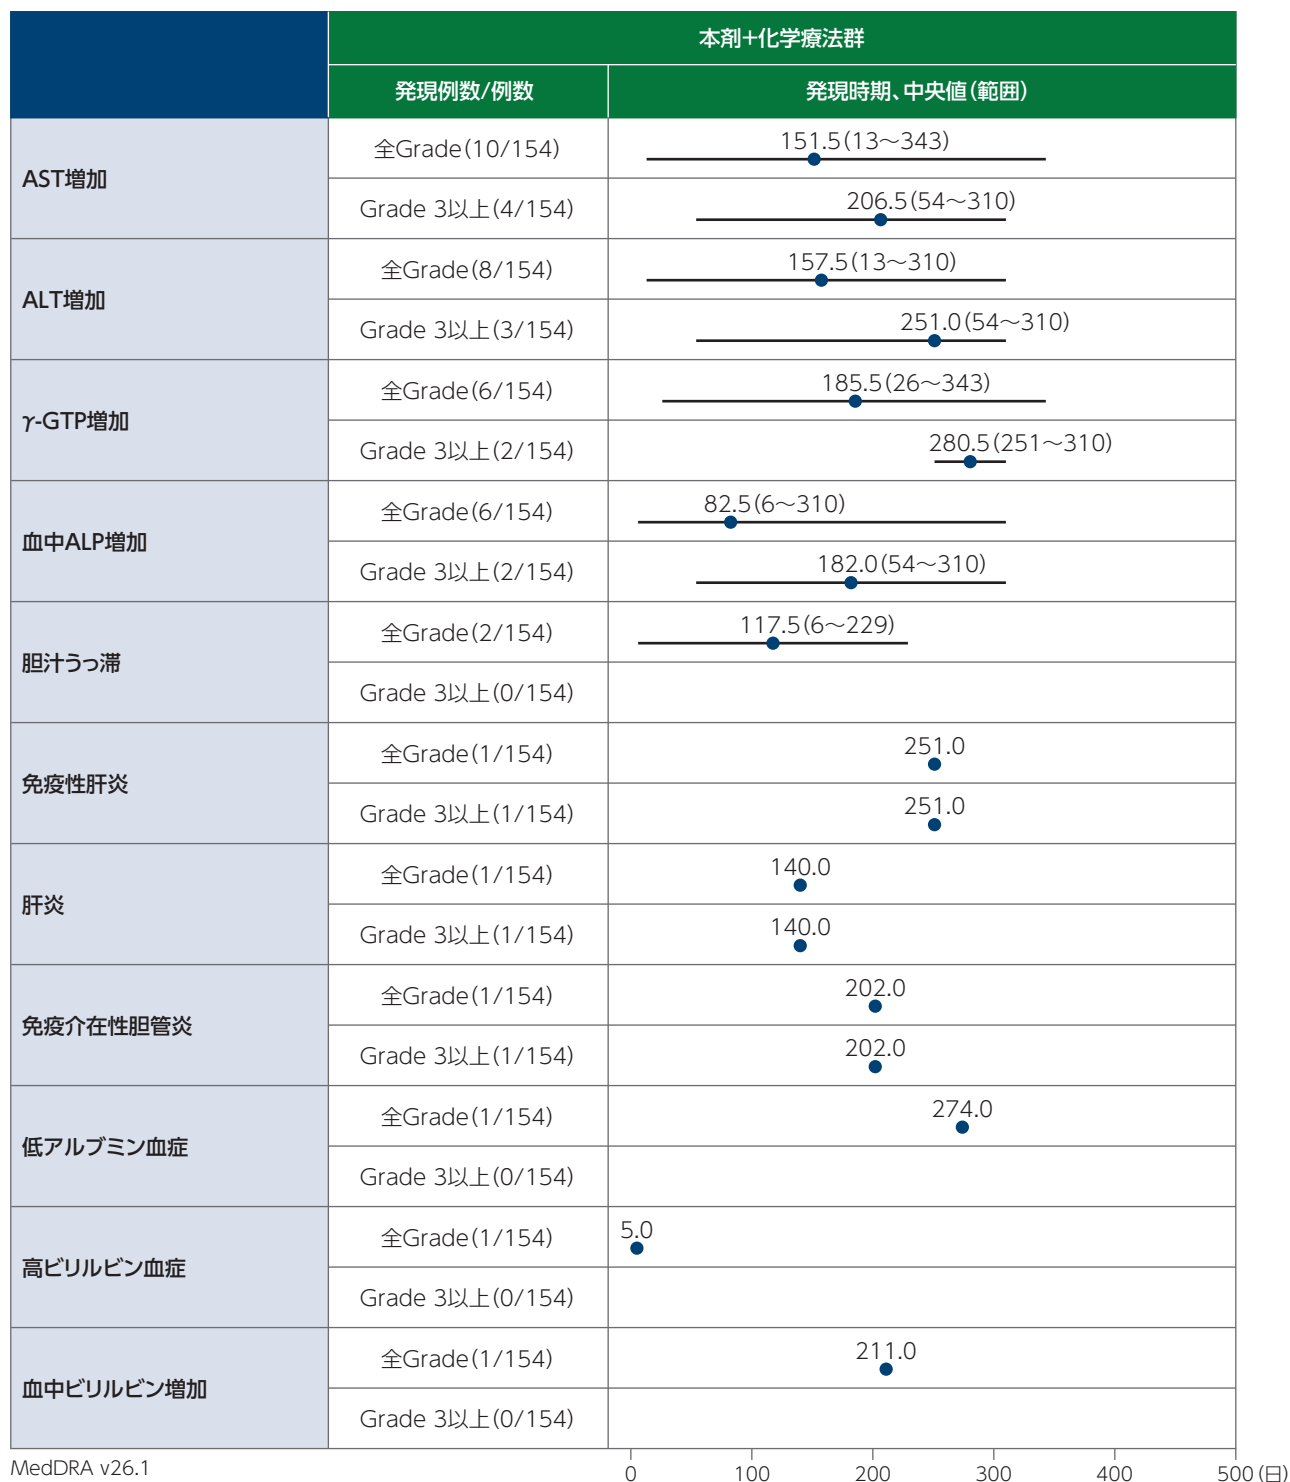 本剤+化学療法群
発現例数/例数 発現時期、中央値(範囲)
AST増加
全Grade(10/154) 151.5(13〜343)
Grade 3以上(4/154) 206.5(54〜310)
ALT増加
全Grade(8/154) 157.5(13〜310)
Grade 3以上(3/154) 251.0(54〜310)
γ-GTP増加
全Grade(6/154) 185.5(26〜343)
Grade 3以上(2/154) 280.5(251〜310)
血中ALP増加
全Grade(6/154) 82.5(6〜310)
Grade 3以上(2/154) 182.0(54〜310)
胆汁うっ滞
全Grade(2/154) 117.5(6〜229)
Grade 3以上(0/154)
免疫性肝炎
全Grade(1/154) 251.0
Grade 3以上(1/154) 251.0
肝炎
全Grade(1/154) 140.0
Grade 3以上(1/154) 140.0
免疫介在性胆管炎
全Grade(1/154) 202.0
Grade 3以上(1/154) 202.0
低アルブミン血症
全Grade(1/154) 274.0
Grade 3以上(0/154)
高ビリルビン血症
全Grade(1/154) 5.0
Grade 3以上(0/154)
血中ビリルビン増加
全Grade(1/154) 211.0
Grade 3以上(0/154)
MedDRA v26.1
0 100 200 300 400 500(日)